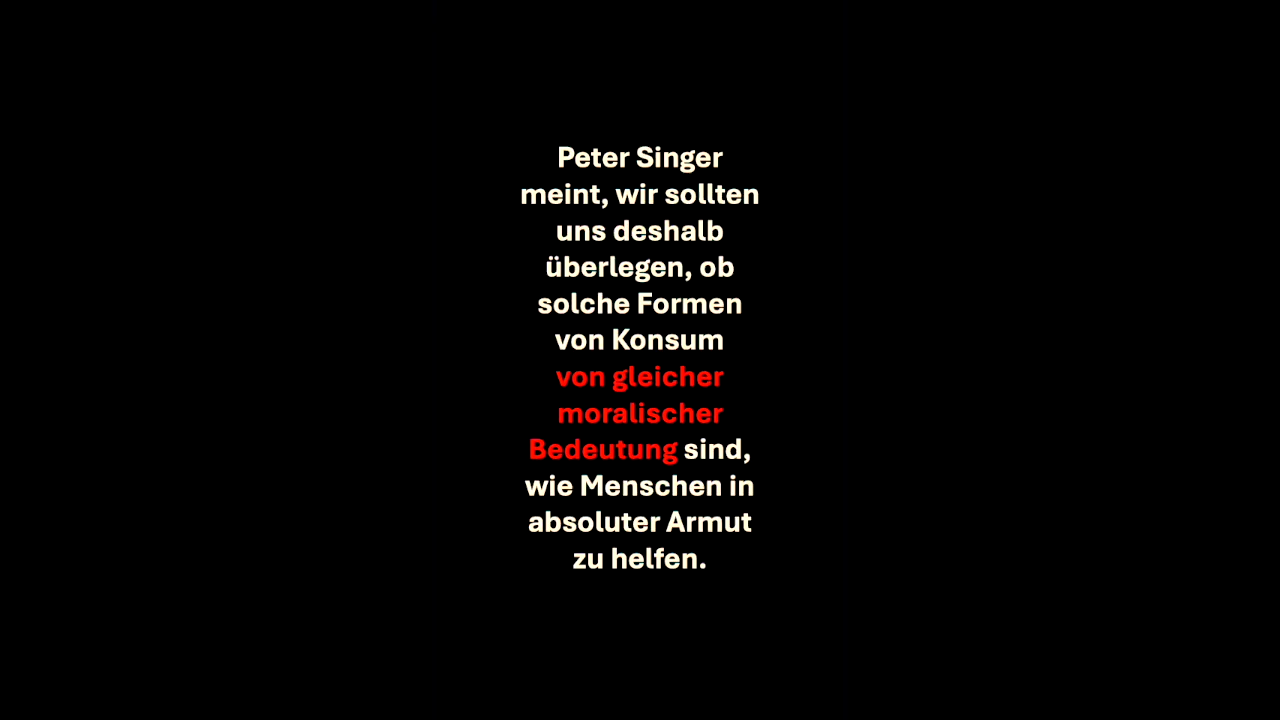 Peter Singer
meint, wir sollten
uns deshalb
überlegen, ob
solche Formen
von Konsum
von gleicher
moralischer
Bedeutung sind,
wie Menschen in
absoluter Armut
zu helfen.